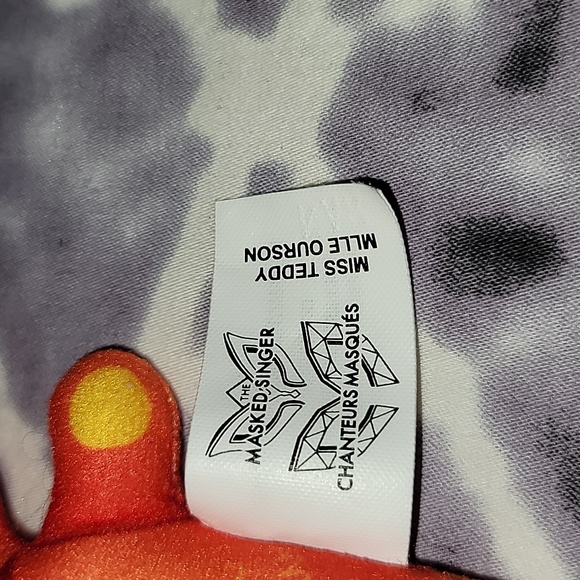 MISS TEDDY
MLLE OURSON
THE
MASKED SINGER
CHANTEURS MASQUÉS